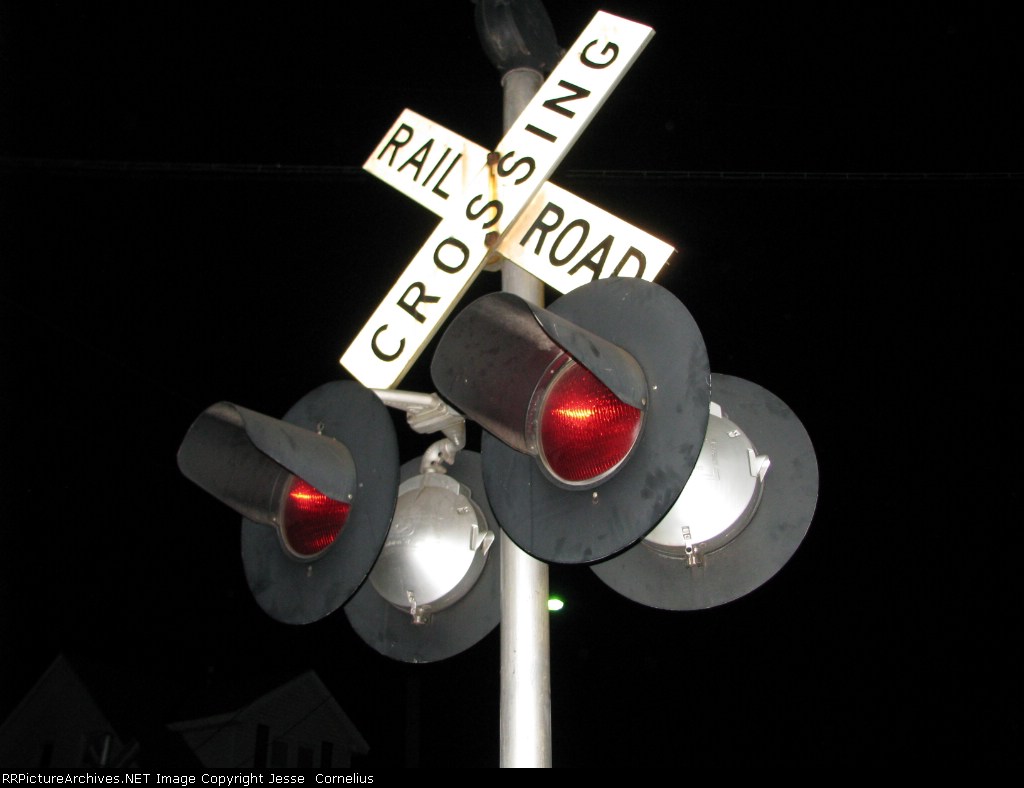 RAIL ROAD
CROSSING
RRPictureArchives.NET Image Copyright Jesse Cornelius